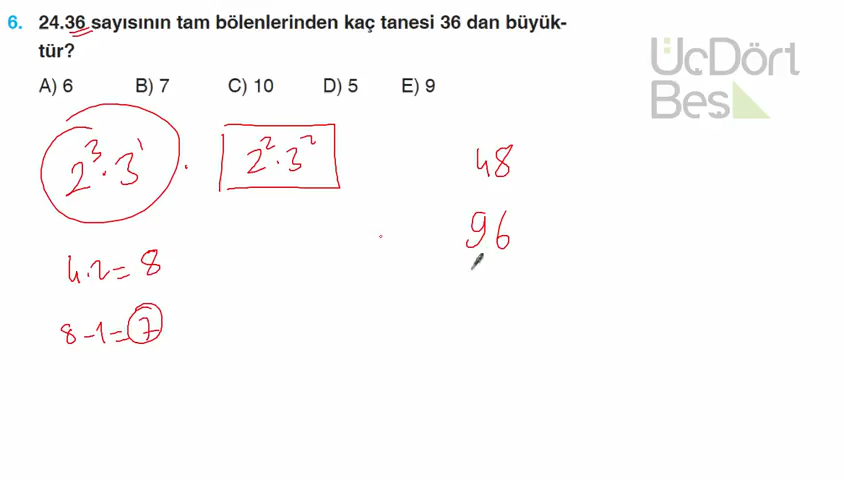 6. 24.36 sayısının tam bölenlerinden kaç tanesi 36 dan büyük-
tür?
A) 6 B) 7 C) 10 D) 5 E) 9
ÜçDört
Beş
2³·3¹ · 2²·3²
48
96
4·2=8
8-1=7